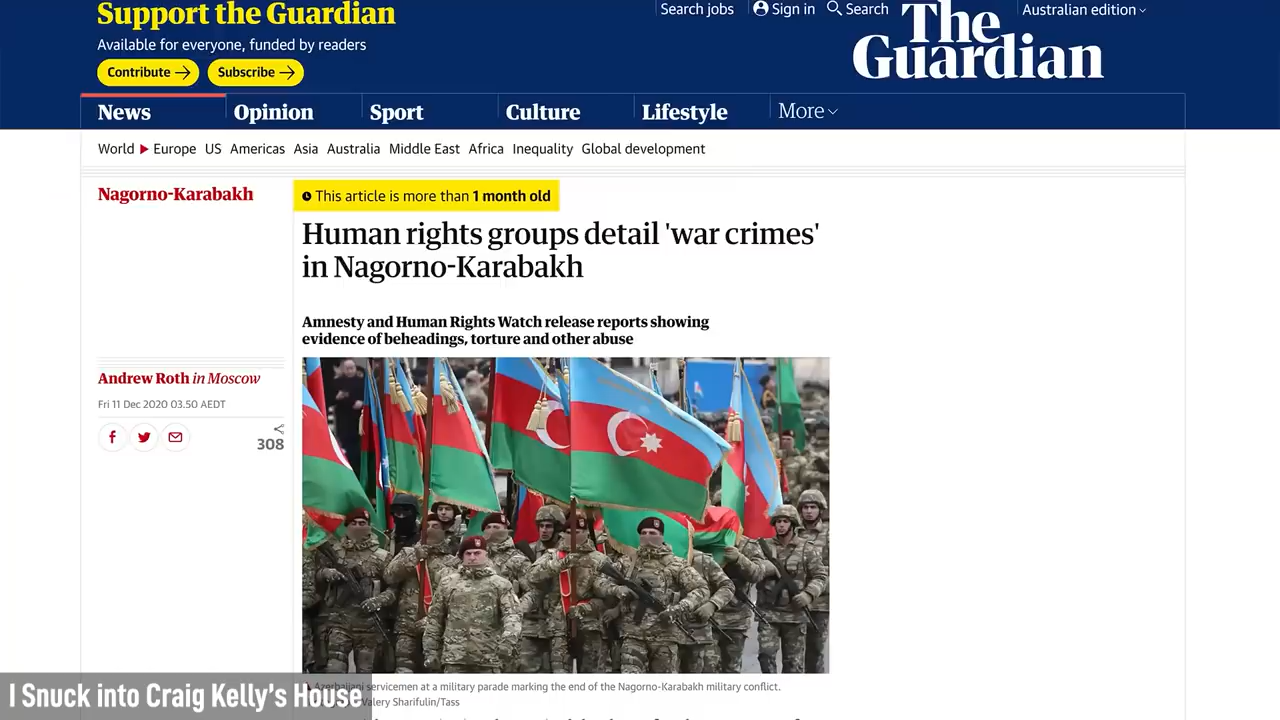 Support the Guardian
Available for everyone, funded by readers
Contribute → Subscribe →
Search jobs Sign in Search Australian edition
The
Guardian
News Opinion Sport Culture Lifestyle More
World Europe US Americas Asia Australia Middle East Africa Inequality Global development
Nagorno-Karabakh
This article is more than 1 month old
Human rights groups detail 'war crimes'
in Nagorno-Karabakh
Amnesty and Human Rights Watch release reports showing
evidence of beheadings, torture and other abuse
Andrew Roth in Moscow
Fri 11 Dec 2020 03.50 AEDT
308
Azerbaijani servicemen at a military parade marking the end of the Nagorno-Karabakh military conflict.
Valery Sharifulin/Tass
I Snuck into Craig Kelly's House